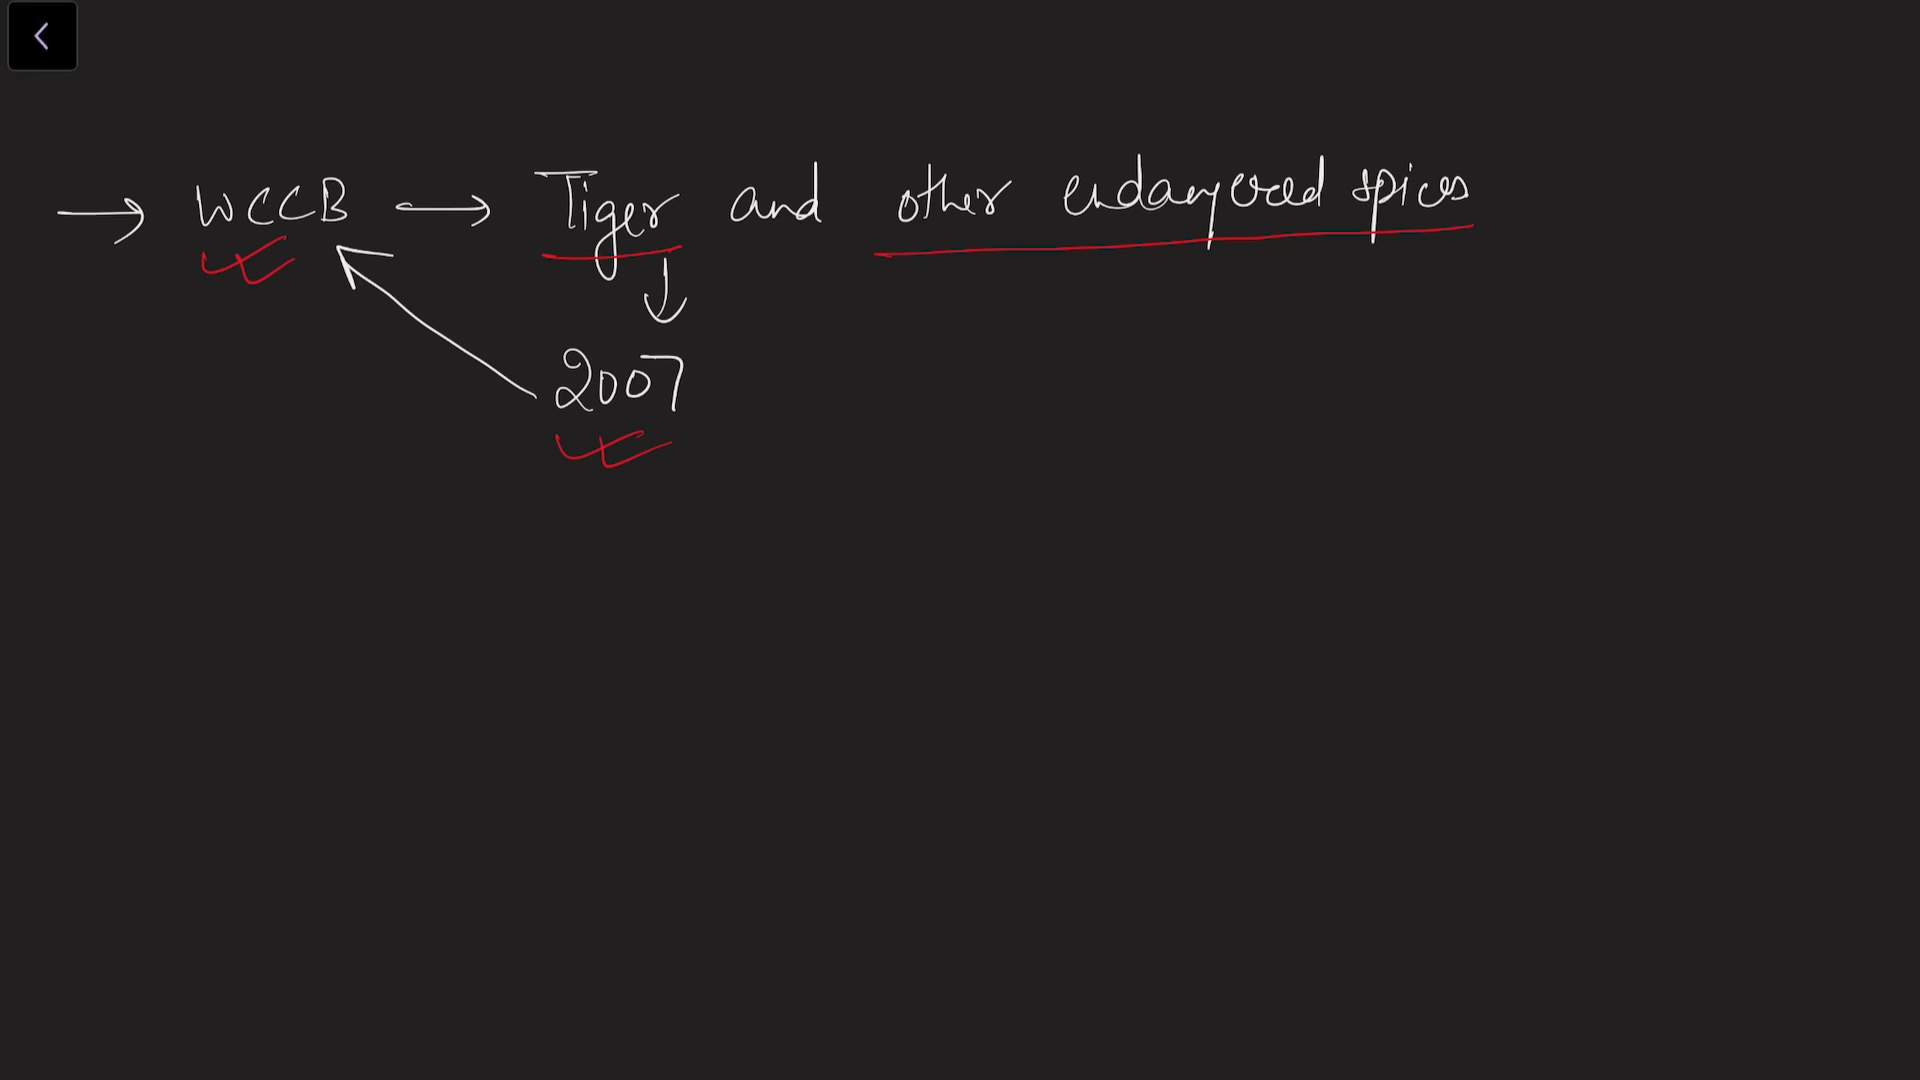 → WCCB → Tiger and other endangered spices
2007